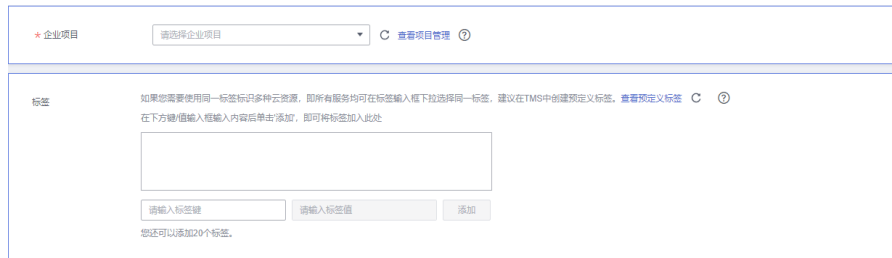 * 企业项目 请选择企业项目 查看项目管理 ?
标签 如果您需要使用同一标签标识多种云资源，即所有服务均可在标签输入框下拉选择同一标签，建议在TMS中创建预定义标签。查看预定义标签 ?
在下方键/值输入框输入内容后单击'添加'，即可将标签加入此处
请输入标签键 请输入标签值 添加
您还可以添加20个标签。